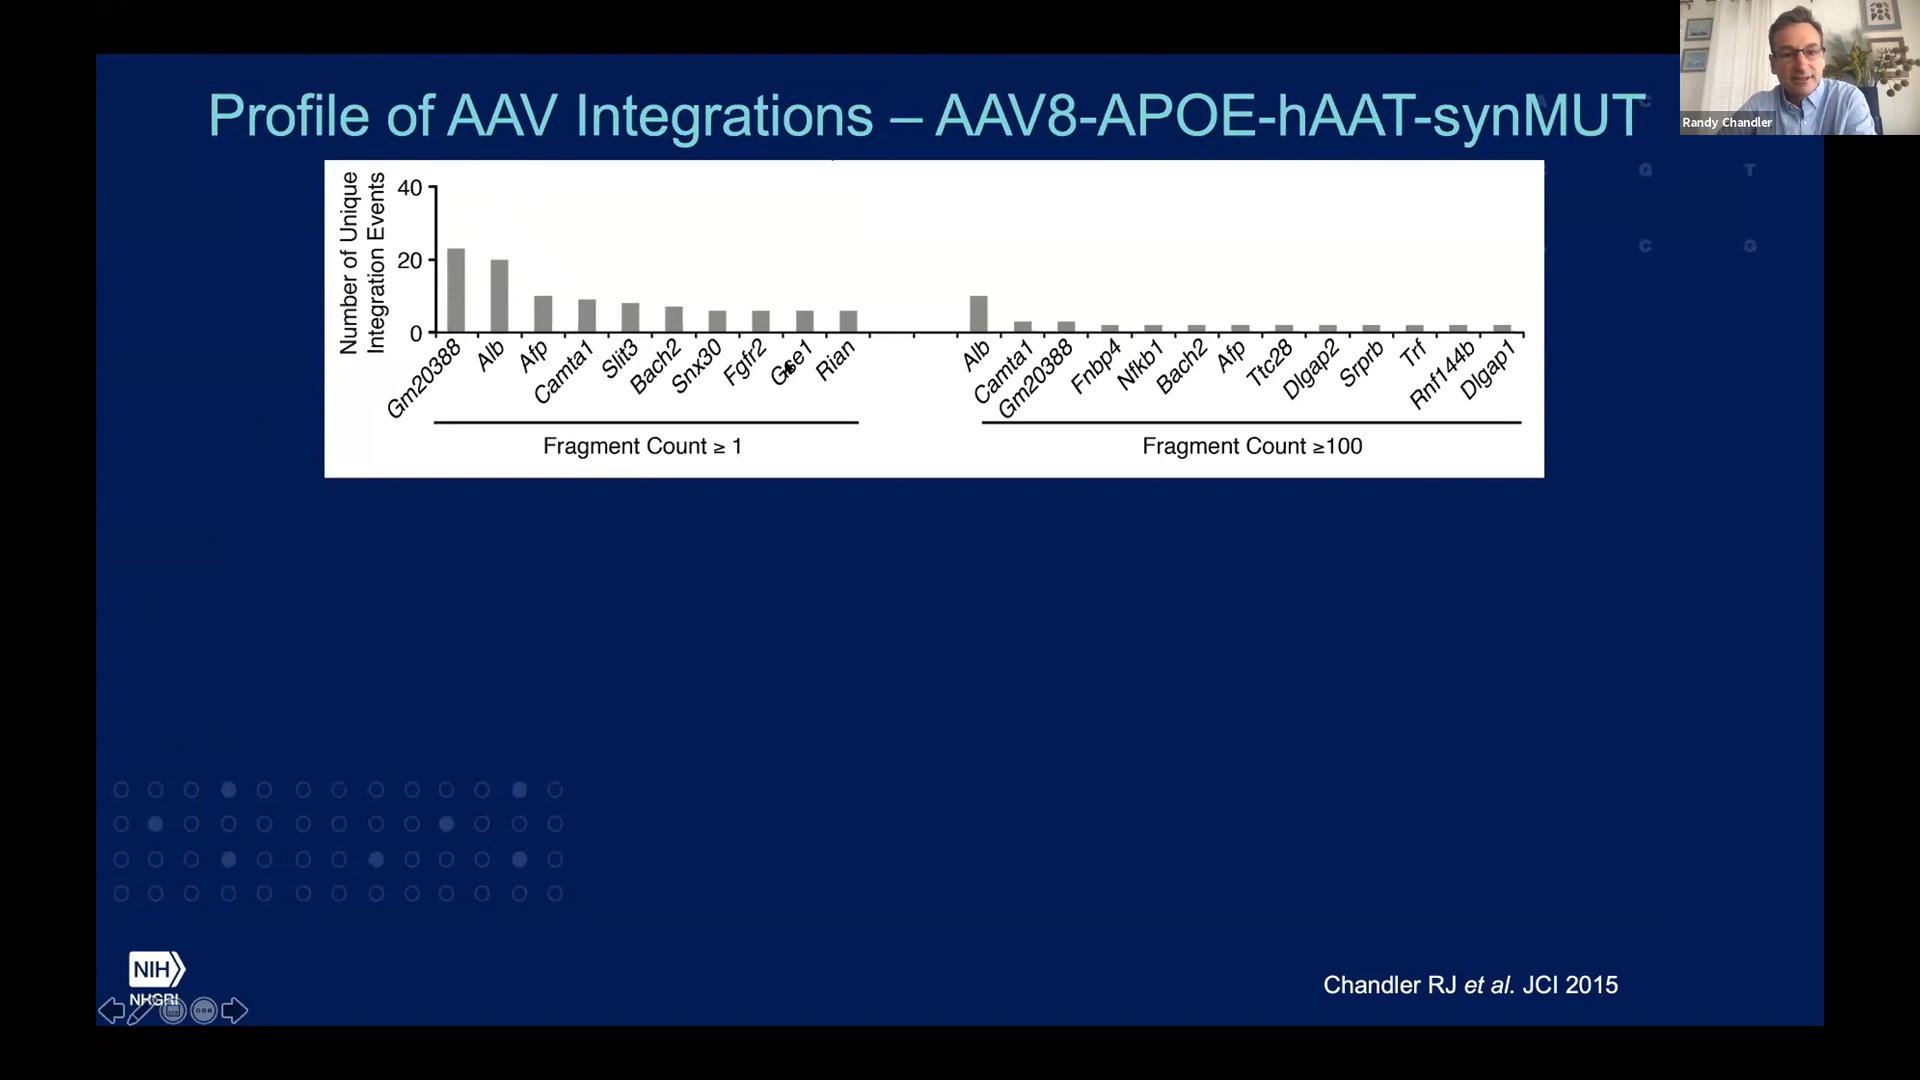 Profile of AAV Integrations – AAV8-APOE-hAAT-synMUT
Randy Chandler
C
G T
C G
Number of Unique
Integration Events
40
20
0
Gm20388
Alb
Afp
Camta1
Slit3
Bach2
Snx30
Fgfr2
Gse1
Rian
Alb
Camta1
Gm20388
Fnbp4
Nfkb1
Bach2
Afp
Ttc28
Dlgap2
Srprb
Trf
Rnf144b
Dlgap1
Fragment Count ≥ 1
Fragment Count ≥100
NIH
NHGRI
Chandler RJ et al. JCI 2015